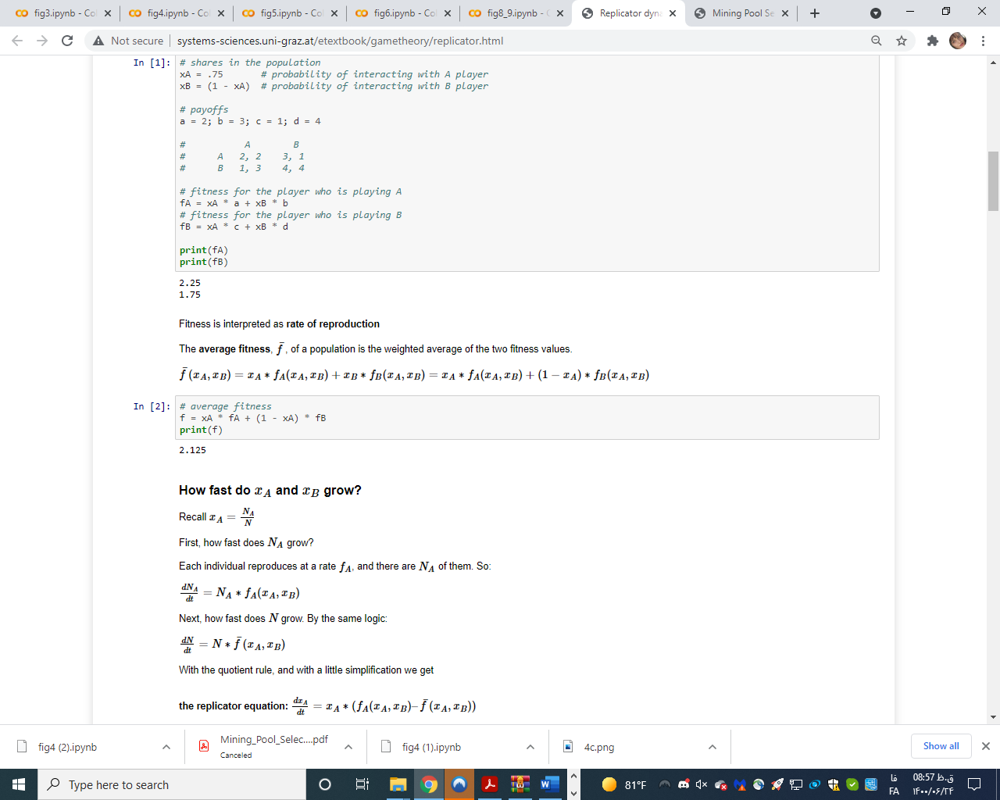 fig3.ipynb - Co
fig4.ipynb - Co
fig5.ipynb - Co
fig6.ipynb - Co
fig8_9.ipynb - C
Replicator dyna
Mining Pool Se
Not secure | systems-sciences.uni-graz.at/etextbook/gametheory/replicator.html
In [1]:
# shares in the population
xA = .75 # probability of interacting with A player
xB = (1 - xA) # probability of interacting with B player
# payoffs
a = 2; b = 3; c = 1; d = 4
# A B
# A 2, 2 3, 1
# B 1, 3 4, 4
# fitness for the player who is playing A
fA = xA * a + xB * b
# fitness for the player who is playing B
fB = xA * c + xB * d
print(fA)
print(fB)
2.25
1.75
Fitness is interpreted as rate of reproduction
The average fitness, f̄, of a population is the weighted average of the two fitness values.
f̄(x_A, x_B) = x_A * f_A(x_A, x_B) + x_B * f_B(x_A, x_B) = x_A * f_A(x_A, x_B) + (1 − x_A) * f_B(x_A, x_B)
In [2]:
# average fitness
f = xA * fA + (1 - xA) * fB
print(f)
2.125
How fast do x_A and x_B grow?
Recall x_A = N_A/N
First, how fast does N_A grow?
Each individual reproduces at a rate f_A, and there are N_A of them. So:
dN_A/dt = N_A * f_A(x_A, x_B)
Next, how fast does N grow. By the same logic:
dN/dt = N * f̄(x_A, x_B)
With the quotient rule, and with a little simplification we get
the replicator equation: dx_A/dt = x_A * (f_A(x_A, x_B)–f̄(x_A, x_B))
fig4 (2).ipynb
Mining_Pool_Selec....pdf
Canceled
fig4 (1).ipynb
4c.png
Show all
Type here to search
81°F
فا
FA
08:57 ق.ظ
۱۴۰۰/۰۶/۲۴